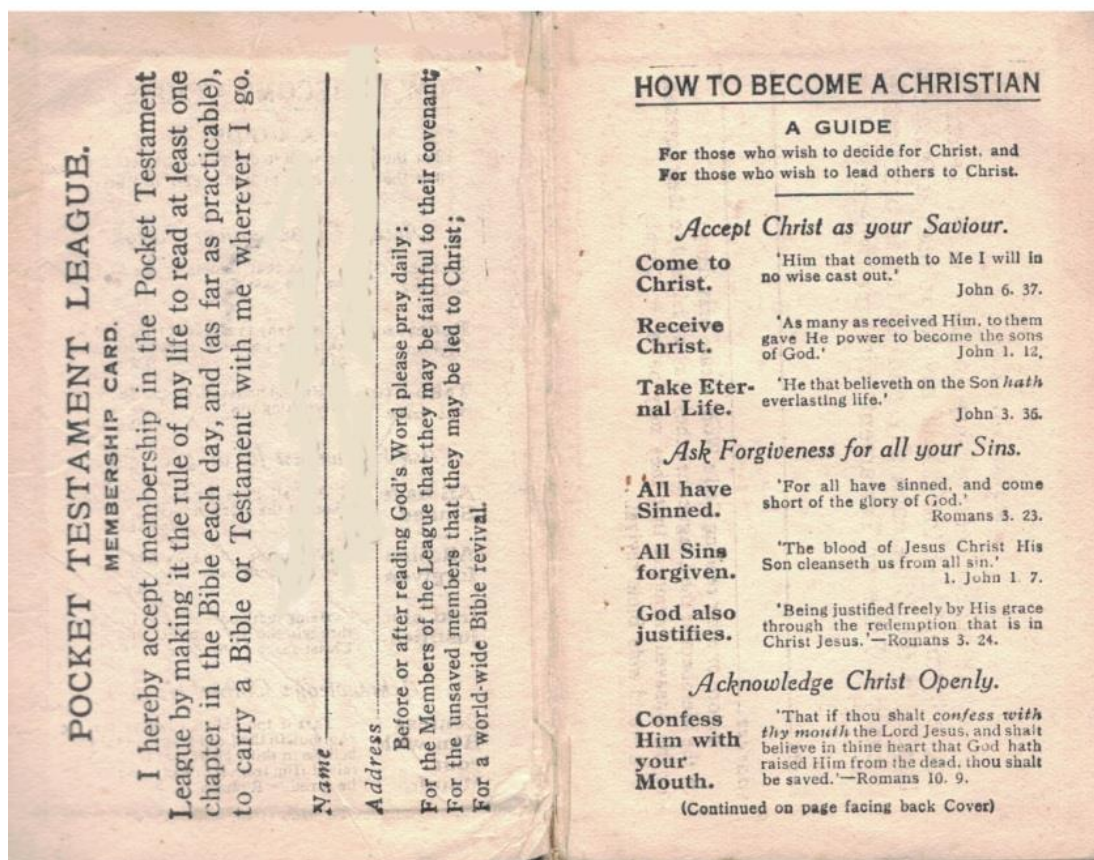 POCKET TESTAMENT LEAGUE.
MEMBERSHIP CARD.
I hereby accept membership in the Pocket Testament
League by making it the rule of my life to read at least one
chapter in the Bible each day, and (as far as practicable),
to carry a Bible or Testament with me wherever I go.
Name
Address
Before or after reading God's Word please pray daily:
For the Members of the League that they may be faithful to their covenant;
For the unsaved members that they may be led to Christ;
For a world-wide Bible revival.
HOW TO BECOME A CHRISTIAN
A GUIDE
For those who wish to decide for Christ, and
For those who wish to lead others to Christ.
Accept Christ as your Saviour.
Come to
Christ.
'Him that cometh to Me I will in
no wise cast out.'
John 6. 37.
Receive
Christ.
'As many as received Him, to them
gave He power to become the sons
of God.' John 1. 12.
Take Eter-
nal Life.
'He that believeth on the Son hath
everlasting life.'
John 3. 36.
Ask Forgiveness for all your Sins.
All have
Sinned.
'For all have sinned, and come
short of the glory of God.'
Romans 3. 23.
All Sins
forgiven.
'The blood of Jesus Christ His
Son cleanseth us from all sin.'
1. John 1. 7.
God also
justifies.
'Being justified freely by His grace
through the redemption that is in
Christ Jesus.'—Romans 3. 24.
Acknowledge Christ Openly.
Confess
Him with
your
Mouth.
'That if thou shalt confess with
thy mouth the Lord Jesus, and shalt
believe in thine heart that God hath
raised Him from the dead, thou shalt
be saved.'—Romans 10. 9.
(Continued on page facing back Cover)